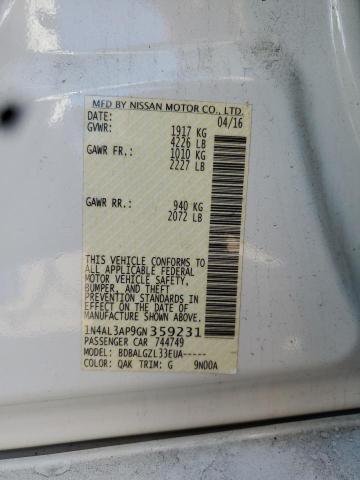 MFD BY NISSAN MOTOR CO., LTD.
DATE: 04/16
GVWR: 1917 KG
4226 LB
GAWR FR.: 1010 KG
2227 LB
GAWR RR.: 940 KG
2072 LB
THIS VEHICLE CONFORMS TO
ALL APPLICABLE FEDERAL
MOTOR VEHICLE SAFETY,
BUMPER, AND THEFT
PREVENTION STANDARDS IN
EFFECT ON THE DATE OF
MANUFACTURE SHOWN ABOVE.
1N4AL3AP9GN359231
PASSENGER CAR 744749
MODEL: BDBALGZL33EUA-----
COLOR: QAK TRIM: G 9N00A